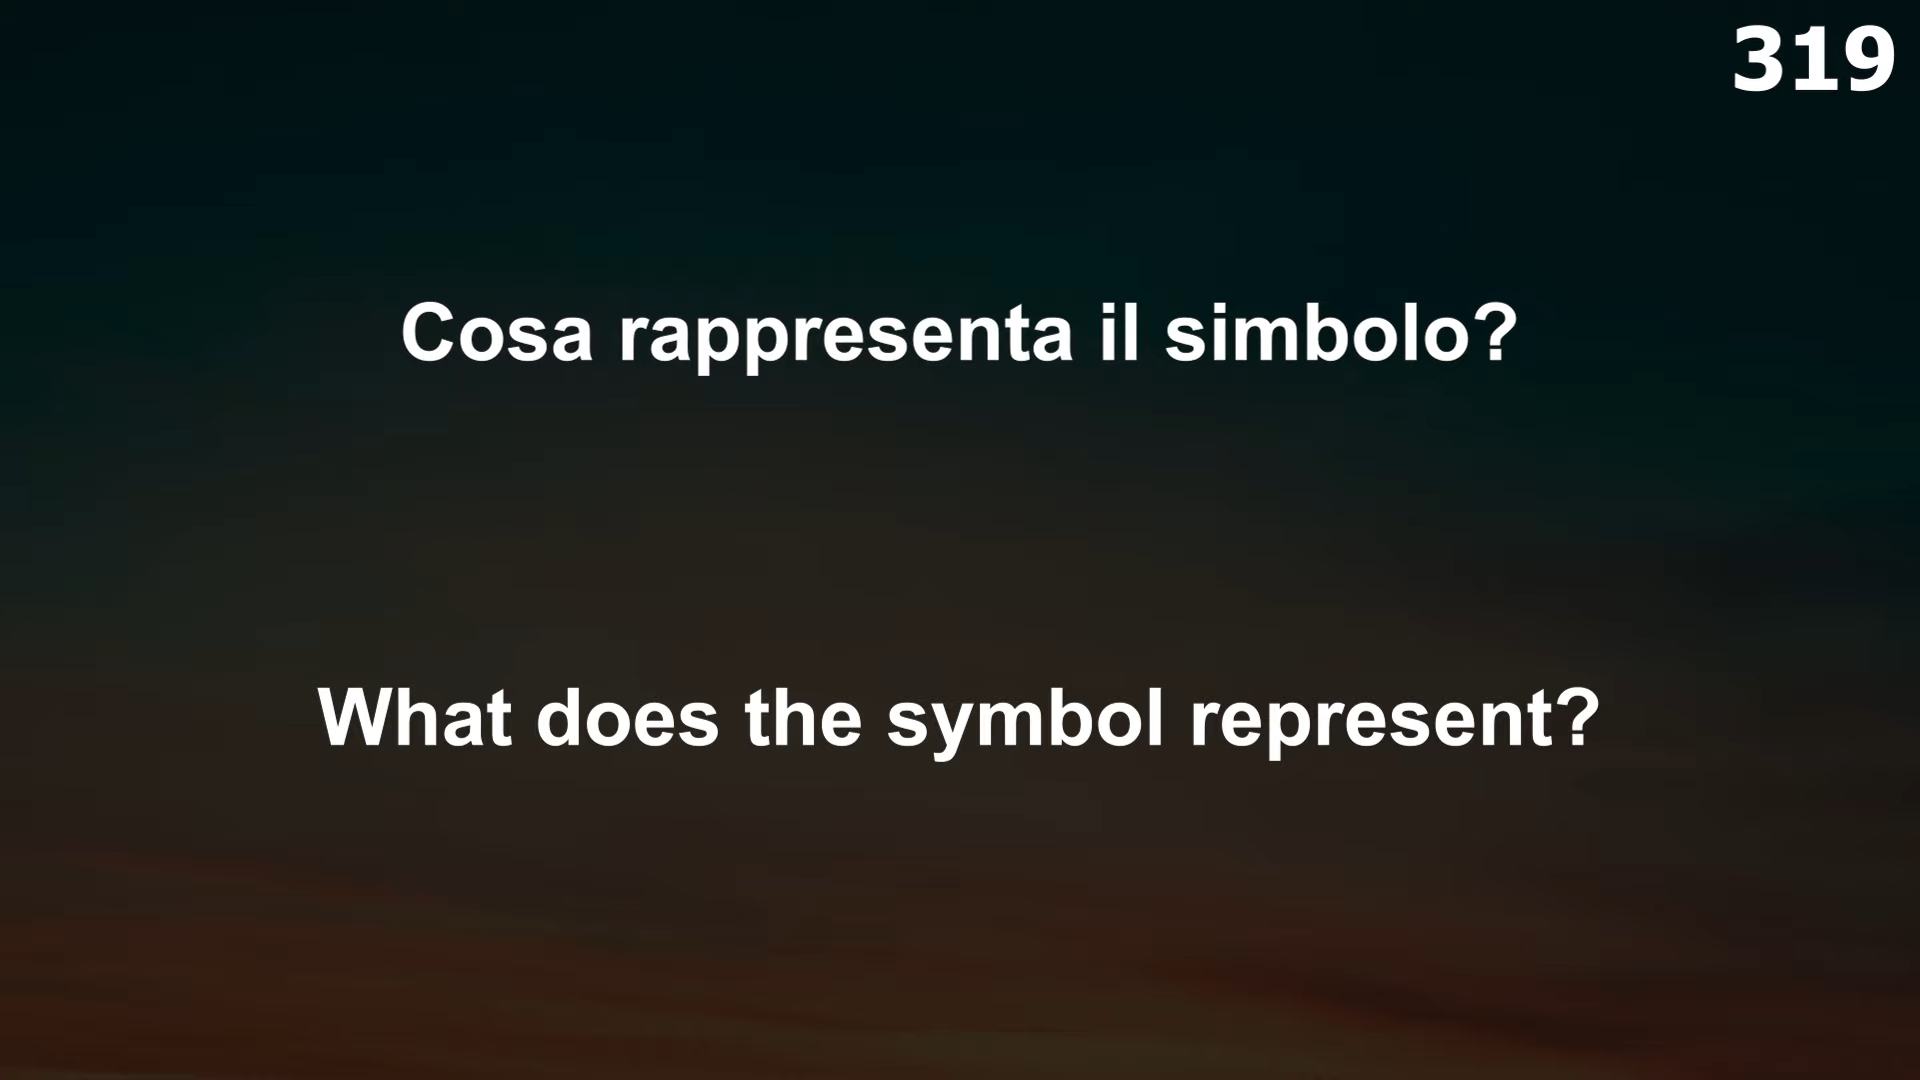 319
Cosa rappresenta il simbolo?
What does the symbol represent?